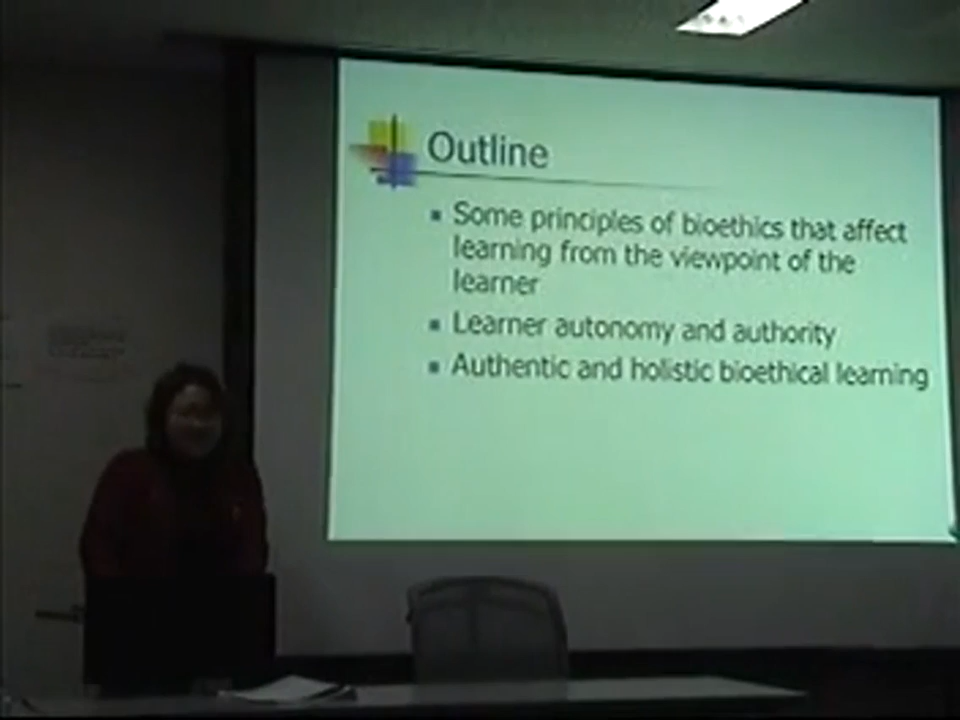 Outline
Some principles of bioethics that affect
learning from the viewpoint of the
learner
Learner autonomy and authority
Authentic and holistic bioethical learning